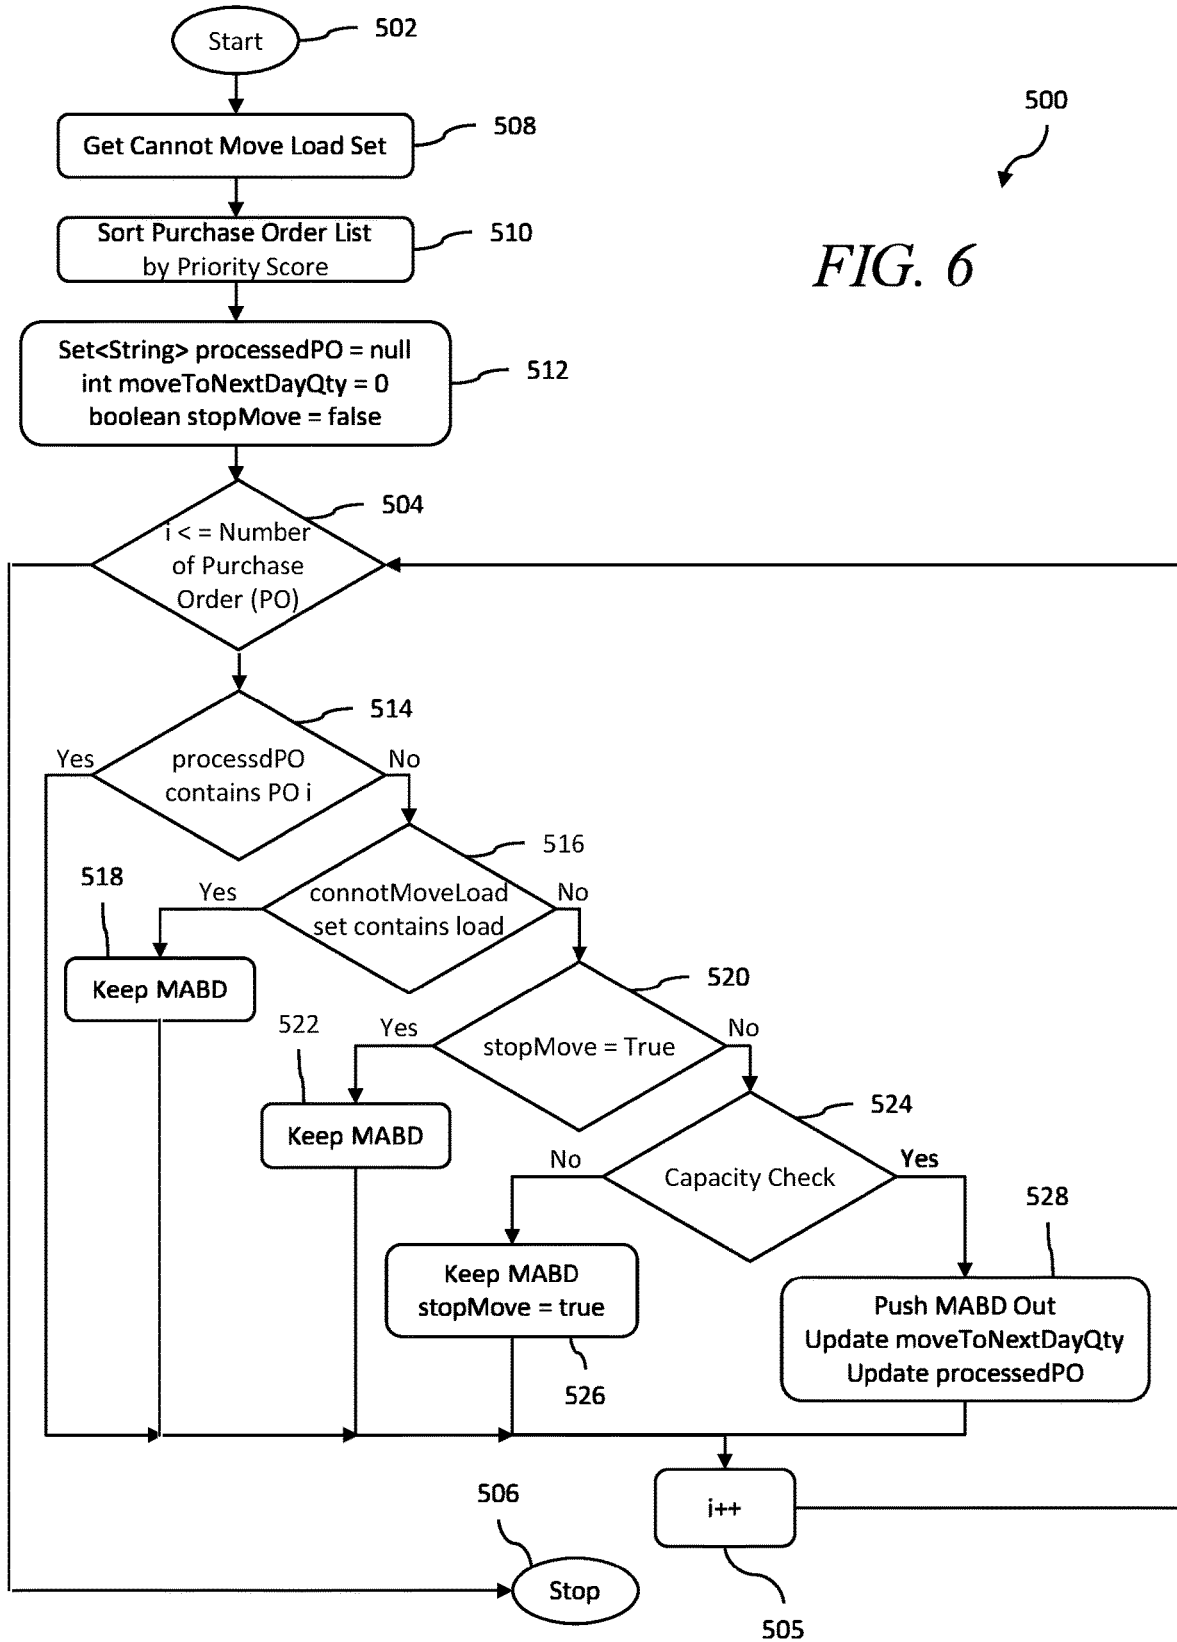 Start
502
500
Get Cannot Move Load Set
508
Sort Purchase Order List
by Priority Score
510
FIG. 6
Set<String> processedPO = null
int moveToNextDayQty = 0
boolean stopMove = false
512
504
i < = Number
of Purchase
Order (PO)
514
Yes
processdPO
contains PO i
No
516
518
Yes
connotMoveLoad
set contains load
No
Keep MABD
520
522
Yes
stopMove = True
No
Keep MABD
524
No
Capacity Check
Yes
528
Keep MABD
stopMove = true
526
Push MABD Out
Update moveToNextDayQty
Update processedPO
506
i++
Stop
505